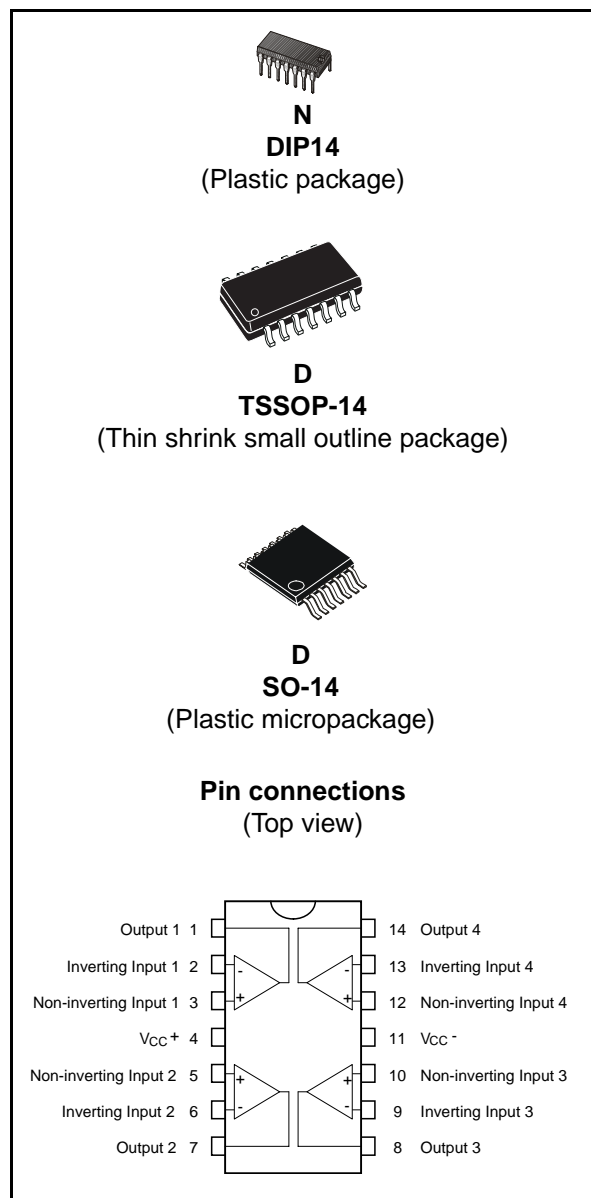 N
DIP14
(Plastic package)
D
TSSOP-14
(Thin shrink small outline package)
D
SO-14
(Plastic micropackage)
Pin connections
(Top view)
Output 1 1 14 Output 4
Inverting Input 1 2 - - 13 Inverting Input 4
Non-inverting Input 1 3 + + 12 Non-inverting Input 4
VCC + 4 11 VCC -
Non-inverting Input 2 5 + + 10 Non-inverting Input 3
Inverting Input 2 6 - - 9 Inverting Input 3
Output 2 7 8 Output 3